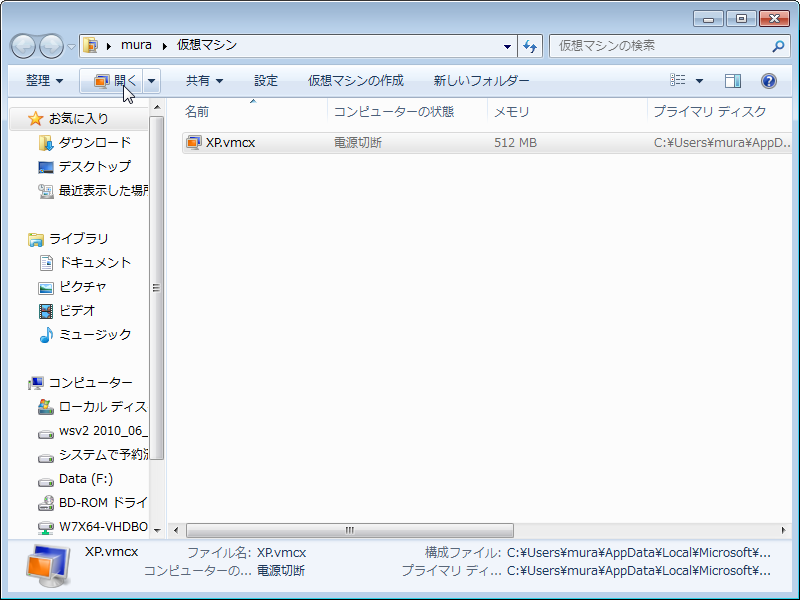 mura 仮想マシン
仮想マシンの検索
整理 開く 共有 設定 仮想マシンの作成 新しいフォルダー
お気に入り
ダウンロード
デスクトップ
最近表示した場所
ライブラリ
ドキュメント
ピクチャ
ビデオ
ミュージック
コンピューター
ローカル ディス
wsv2 2010_06_
システムで予約済
Data (F:)
BD-ROM ドライ
W7X64-VHDBO
名前 コンピューターの状態 メモリ プライマリ ディスク
XP.vmcx 電源切断 512 MB C:¥Users¥mura¥AppD...
XP.vmcx ファイル名: XP.vmcx 構成ファイル: C:¥Users¥mura¥AppData¥Local¥Microsoft¥...
コンピューターの... 電源切断 プライマリ ディ... C:¥Users¥mura¥AppData¥Local¥Microsoft¥...